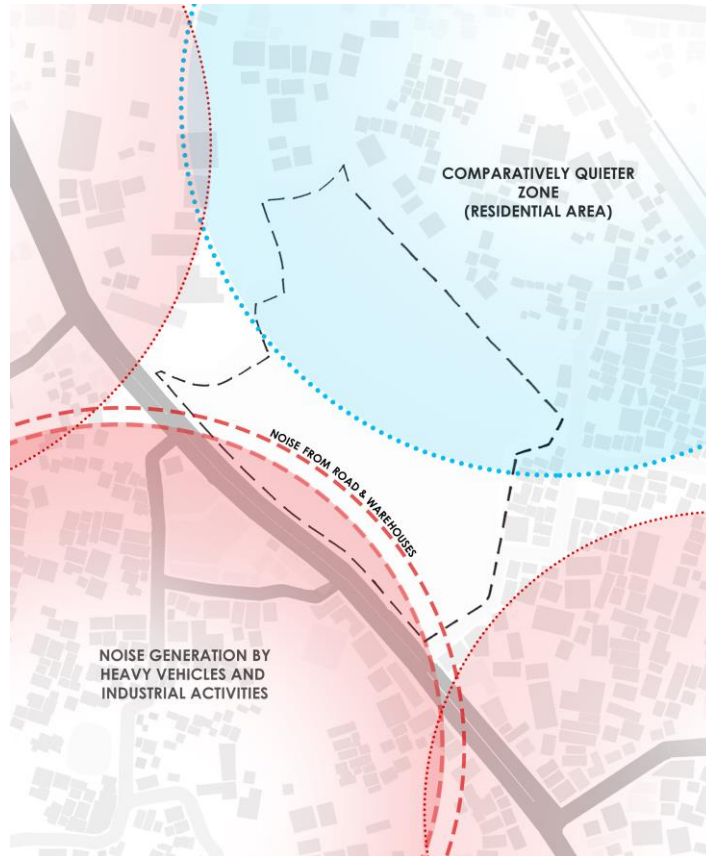 COMPARATIVELY QUIETER
ZONE
(RESIDENTIAL AREA)
NOISE FROM ROAD & WAREHOUSES
NOISE GENERATION BY
HEAVY VEHICLES AND
INDUSTRIAL ACTIVITIES